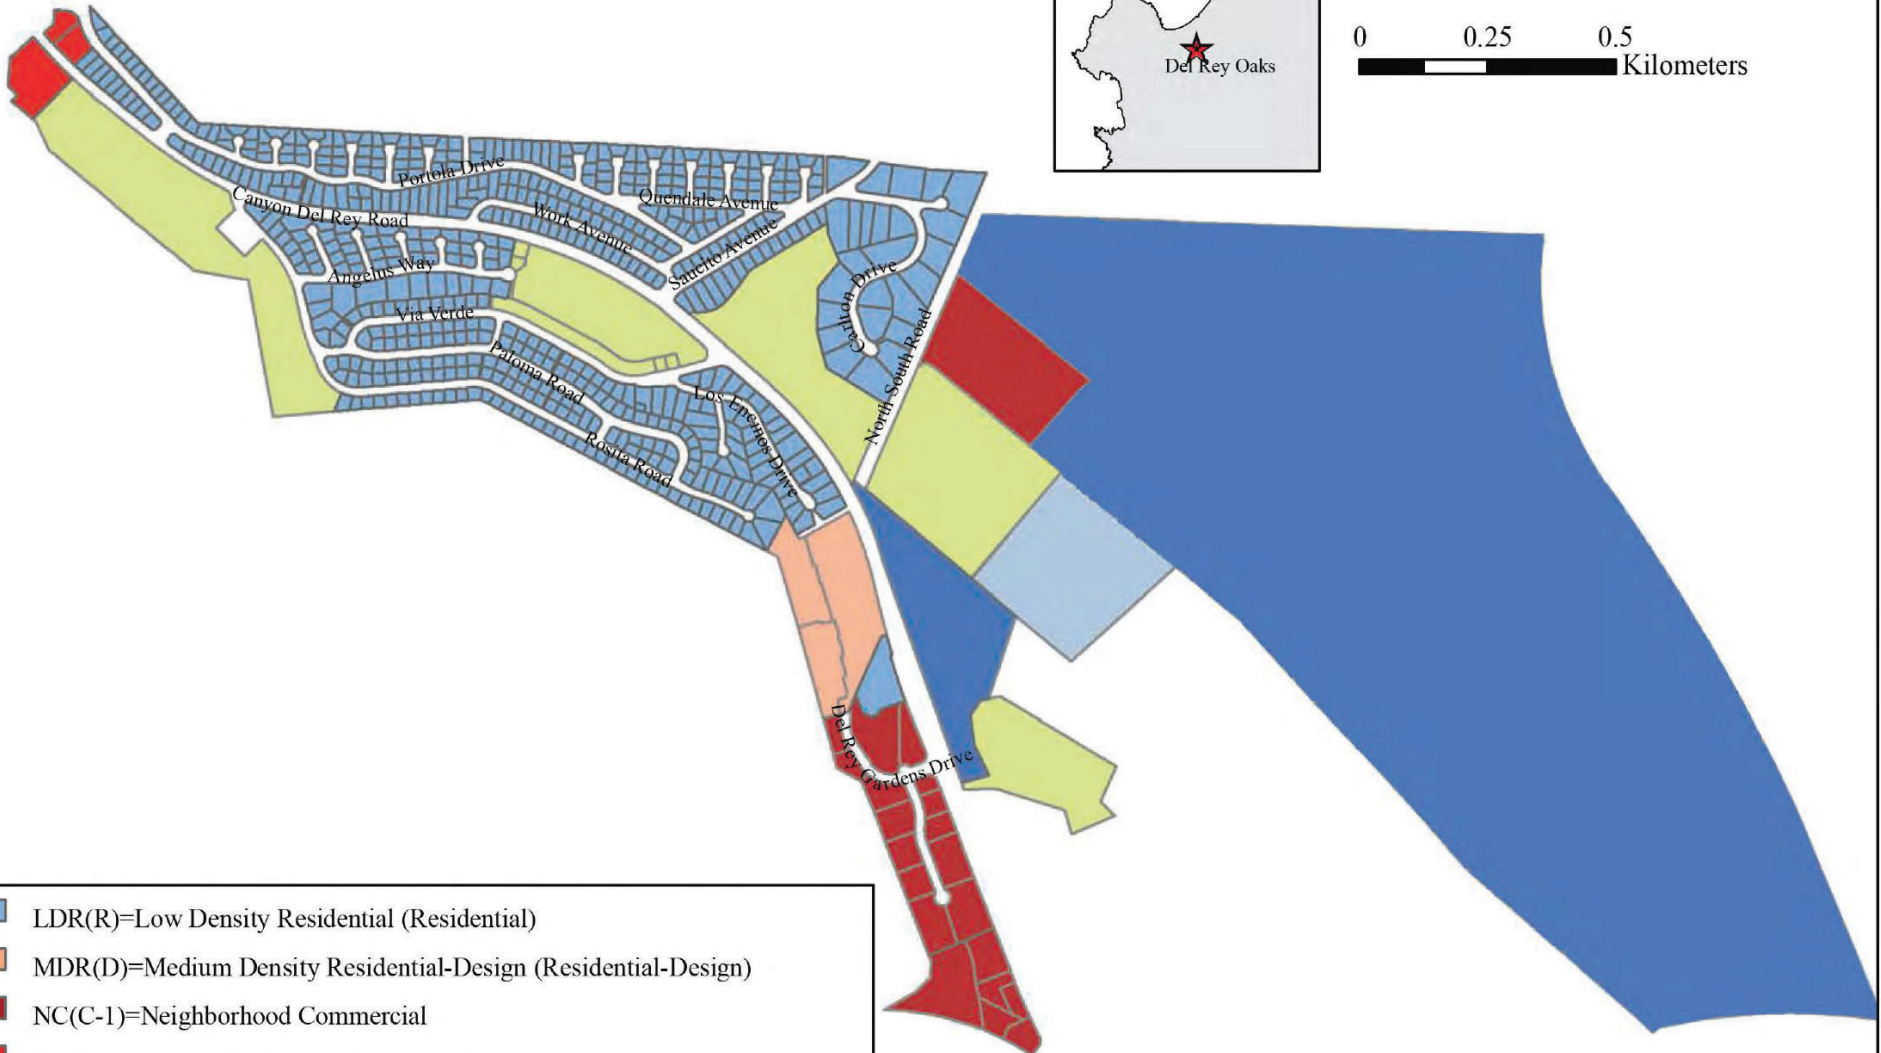 Del Rey Oaks
0 0.25 0.5
Kilometers
Portola Drive
Quendale Avenue
Canyon Del Rey Road
Work Avenue
Saucito Avenue
Angelus Way
Carlton Drive
Via Verde
North South Road
Paloma Road
Los Encinos Drive
Rosita Road
Del Rey Gardens Drive
LDR(R)=Low Density Residential (Residential)
MDR(D)=Medium Density Residential-Design (Residential-Design)
NC(C-1)=Neighborhood Commercial